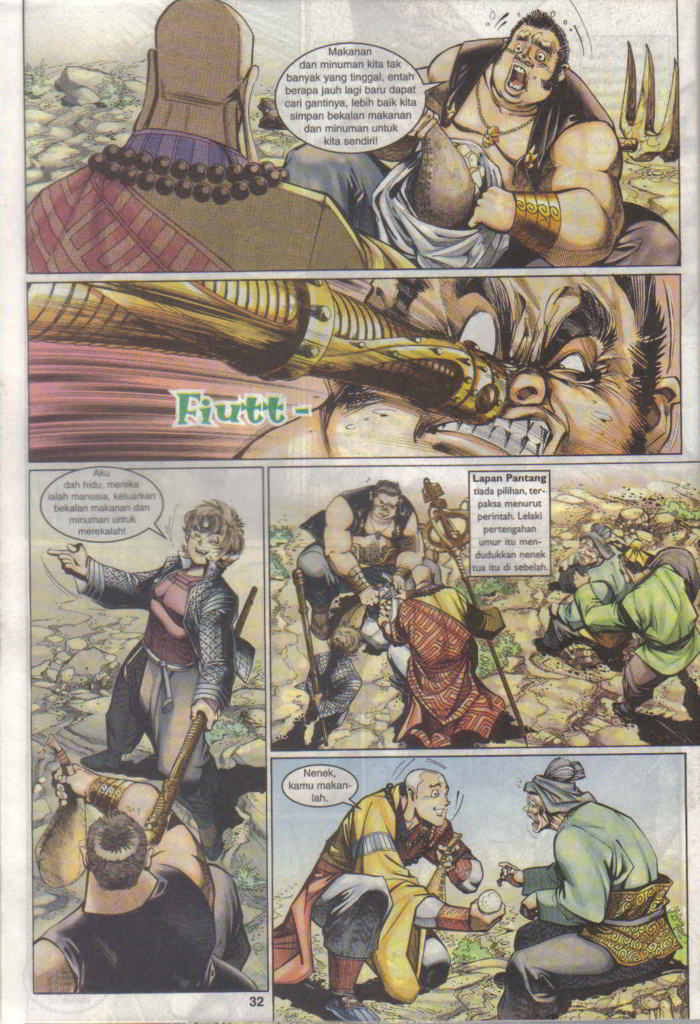 Makanan
dan minuman kita tak
banyak yang tinggal, entah
berapa jauh lagi baru dapat
cari gantinya, lebih baik kita
simpan bekalan makanan
dan minuman untuk
kita sendiri!
Fiutt-
Aku
dah hidu, mereka
ialah manusia, keluarkan
bekalan makanan dan
minuman untuk
merekalah!
Lapan Pantang
tiada pilihan, ter-
paksa menurut
perintah. Lelaki
pertengahan
umur itu men-
dudukkan nenek
tua itu di sebelah.
Nenek,
kamu makan-
lah.
32